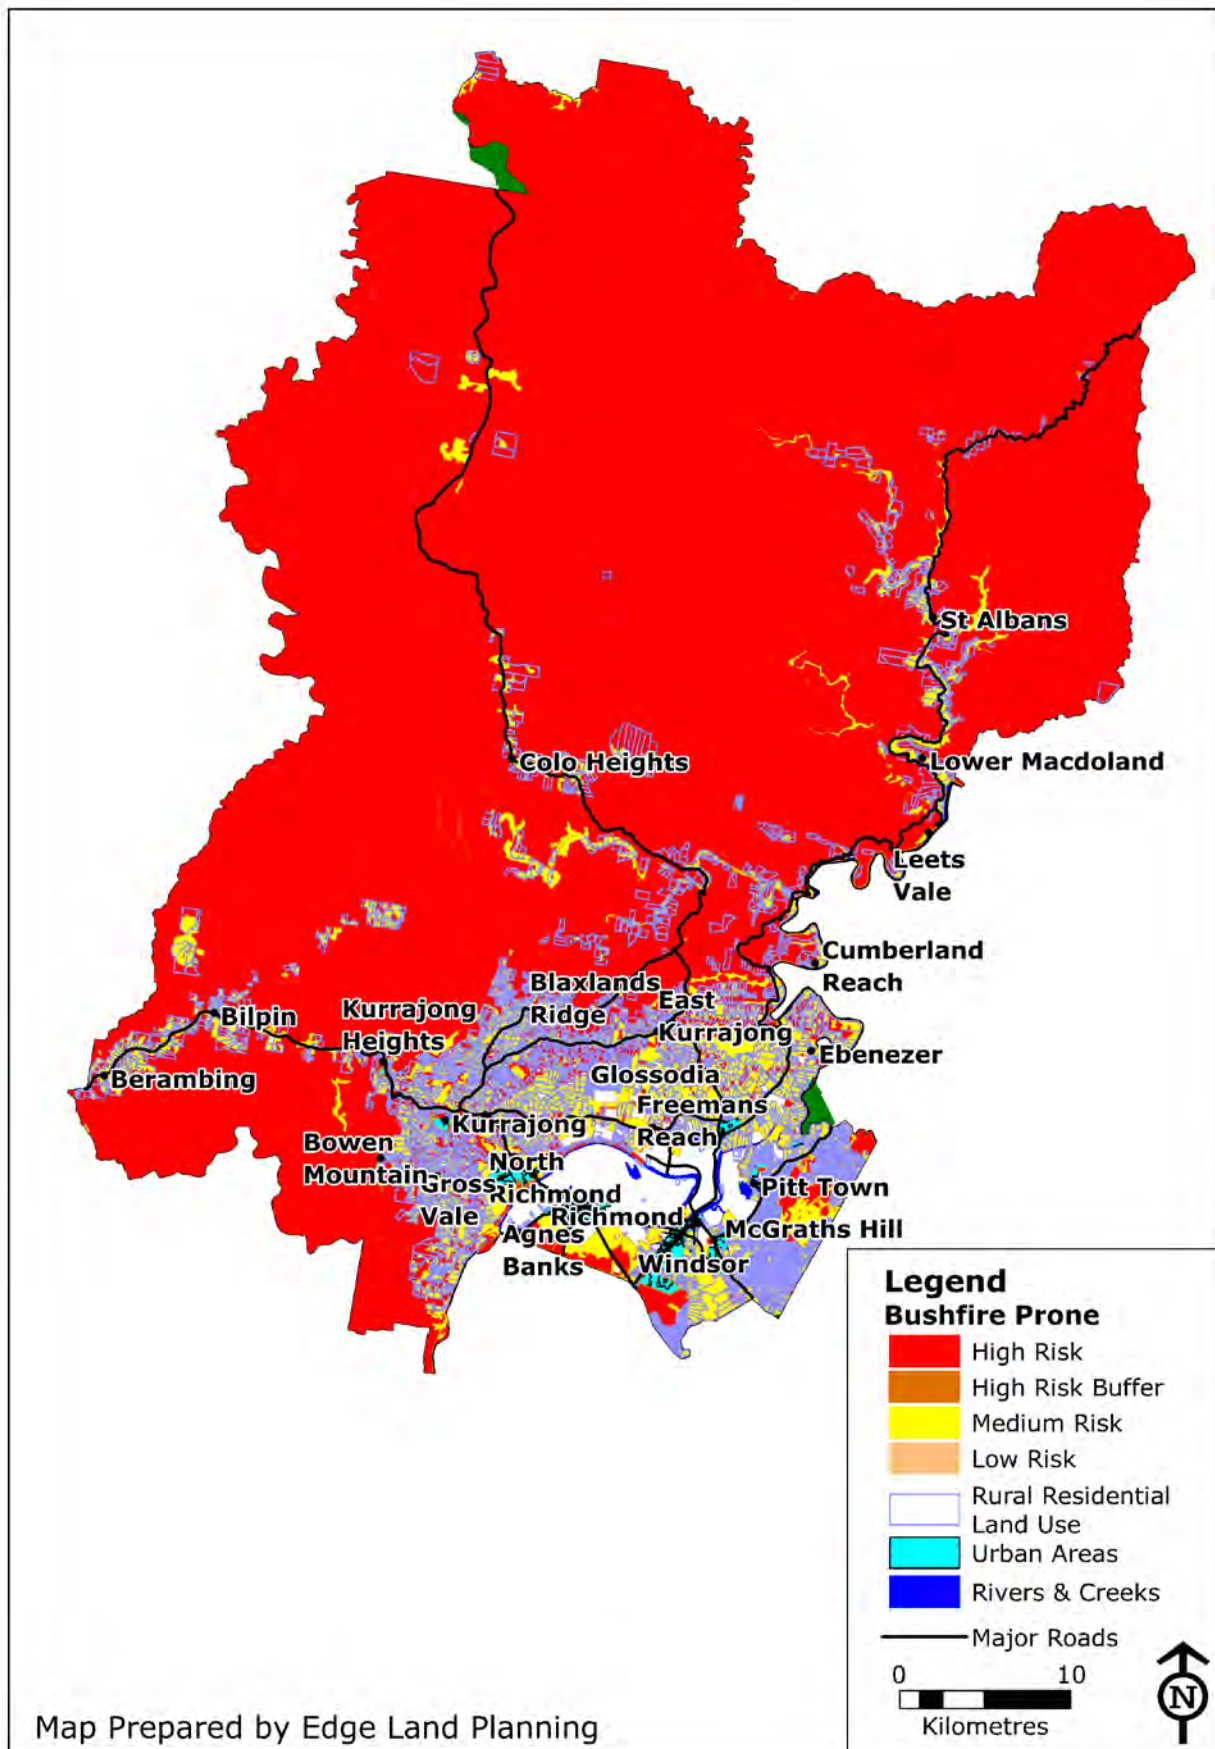 St Albans
Colo Heights
Lower Macdoland
Leets
Vale
Cumberland
Reach
Blaxlands
Ridge
East
Kurrajong
Kurrajong
Heights
Bilpin
Berambing
Ebenezer
Glossodia
Freemans
Reach
Kurrajong
Bowen
Mountain
North
Richmond
Gross
Vale
Pitt Town
Richmond
McGraths Hill
Agnes
Banks
Windsor
Legend
Bushfire Prone
High Risk
High Risk Buffer
Medium Risk
Low Risk
Rural Residential
Land Use
Urban Areas
Rivers & Creeks
Major Roads
0 10
Kilometres
N
Map Prepared by Edge Land Planning